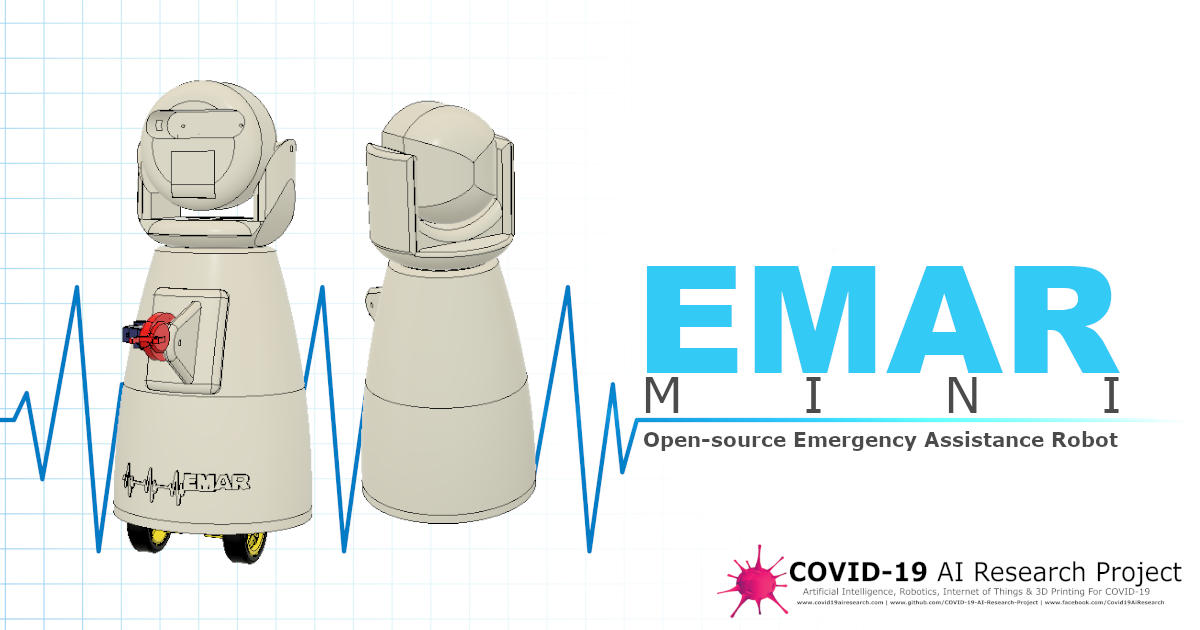 EMAR
MINI
Open-source Emergency Assistance Robot
EMAR
COVID-19 AI Research Project
Artificial Intelligence, Robotics, Internet of Things & 3D Printing For COVID-19
www.covid19airesearch.com | www.github.com/COVID-19-AI-Research-Project | www.facebook.com/Covid19AiResearch